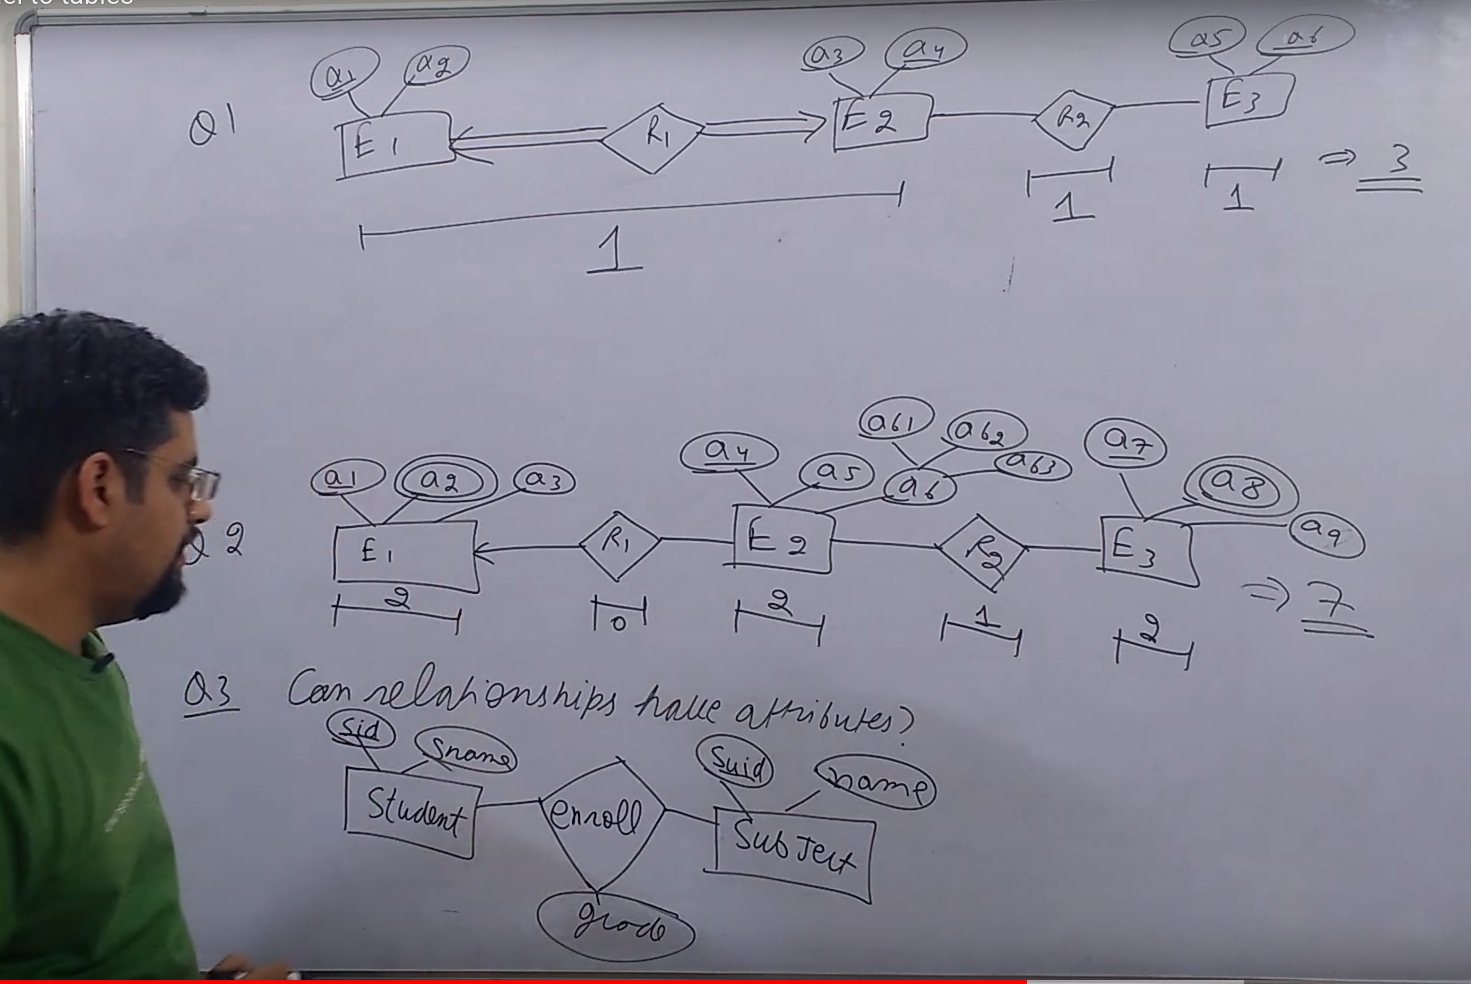 a1 a2 a3 a4 a5 a6
Q1 E1 R1 E2 R2 E3
1 1 1 ⇒ 3
a1 a2 a3 a4 a5 a6 a61 a62 a63 a7 a8 a9
Q2 E1 R1 E2 R2 E3
2 0 2 1 2 ⇒ 7
Q3 Can relationships have attributes?
sid Sname Suid name
Student enroll Subject
grade